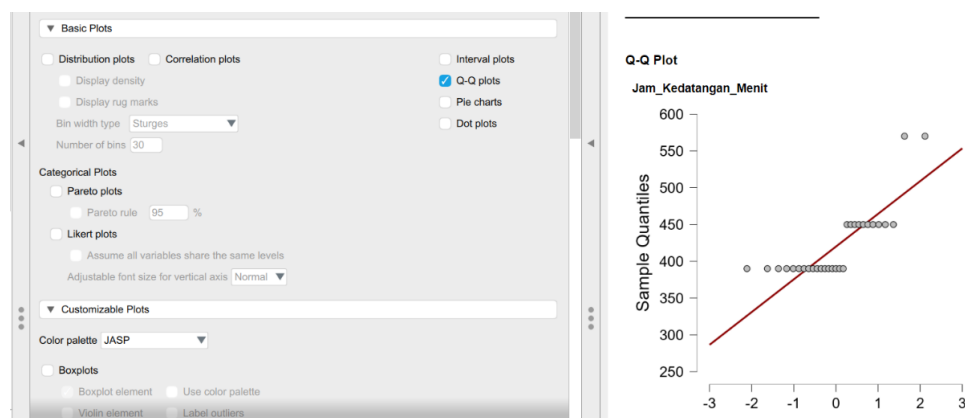 ▼ Basic Plots
Distribution plots Correlation plots Interval plots
Display density Q-Q plots
Display rug marks Pie charts
Bin width type Sturges Dot plots
Number of bins 30
Categorical Plots
Pareto plots
Pareto rule 95 %
Likert plots
Assume all variables share the same levels
Adjustable font size for vertical axis Normal
▼ Customizable Plots
Color palette JASP
Boxplots
Boxplot element Use color palette
Violin element Label outliers
Q-Q Plot
Jam_Kedatangan_Menit
600
550
500
450
400
350
300
250
Sample Quantiles
-3 -2 -1 0 1 2 3